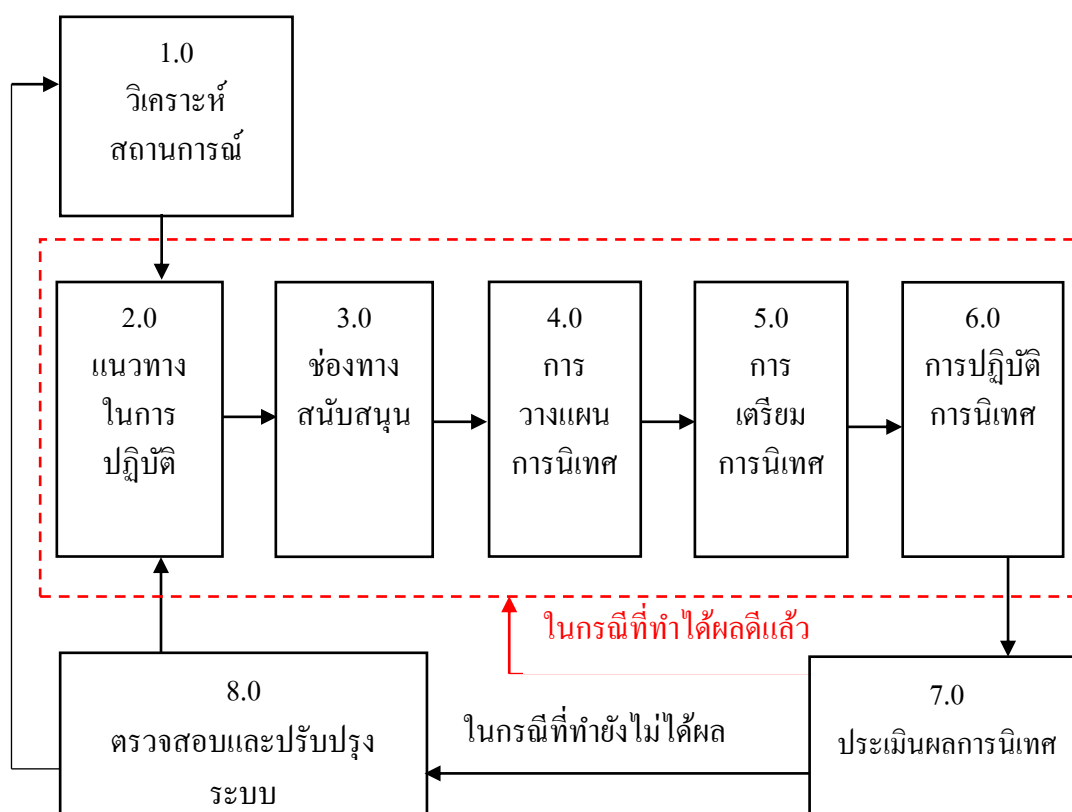 1.0
วิเคราะห์
สถานการณ์
2.0
แนวทาง
ในการ
ปฏิบัติ
3.0
ช่องทาง
สนับสนุน
4.0
การ
วางแผน
การนิเทศ
5.0
การ
เตรียม
การนิเทศ
6.0
การปฏิบัติ
การนิเทศ
ในกรณีที่ทำได้ผลดีแล้ว
7.0
ประเมินผลการนิเทศ
ในกรณีที่ทำยังไม่ได้ผล
8.0
ตรวจสอบและปรับปรุง
ระบบ